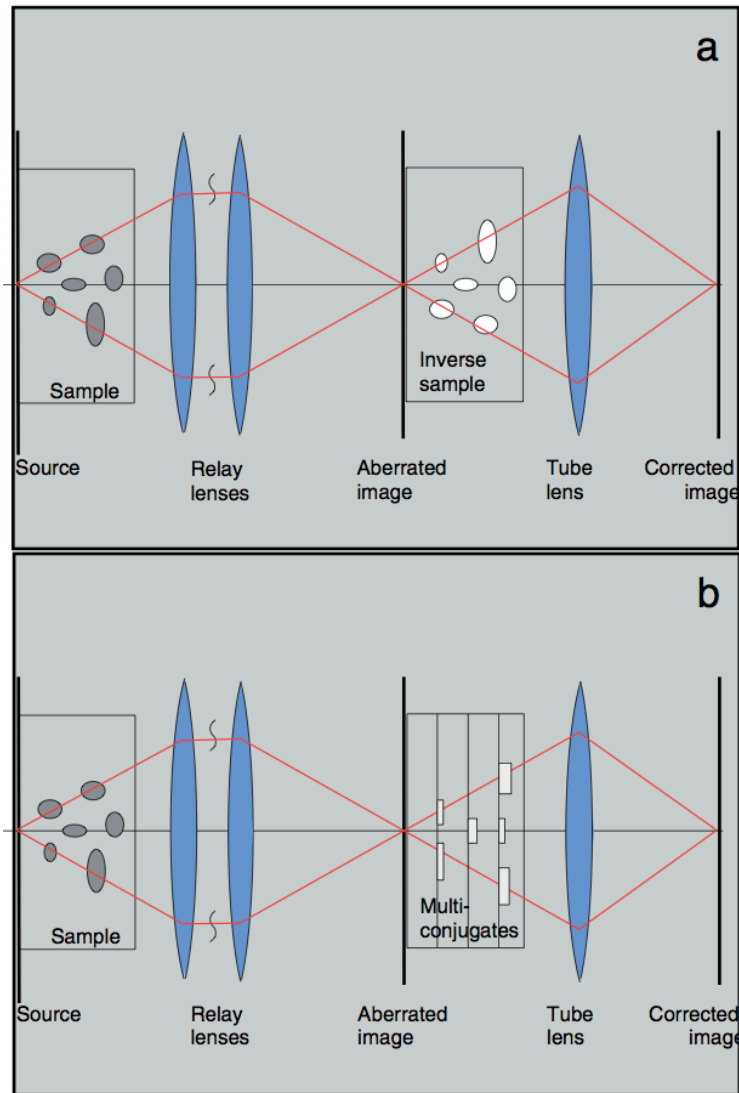 a
Inverse
sample
Sample
Source
Relay
lenses
Aberrated
image
Tube
lens
Corrected
image
b
Multi-
conjugates
Sample
Source
Relay
lenses
Aberrated
image
Tube
lens
Corrected
image